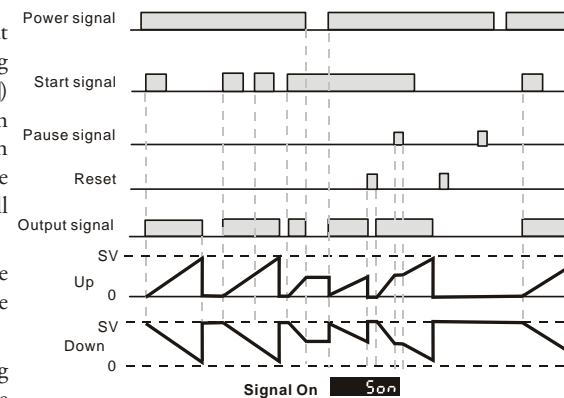 Power signal
Start signal
Pause signal
Reset
Output signal
SV
Up
0
SV
Down
0
Signal On Son